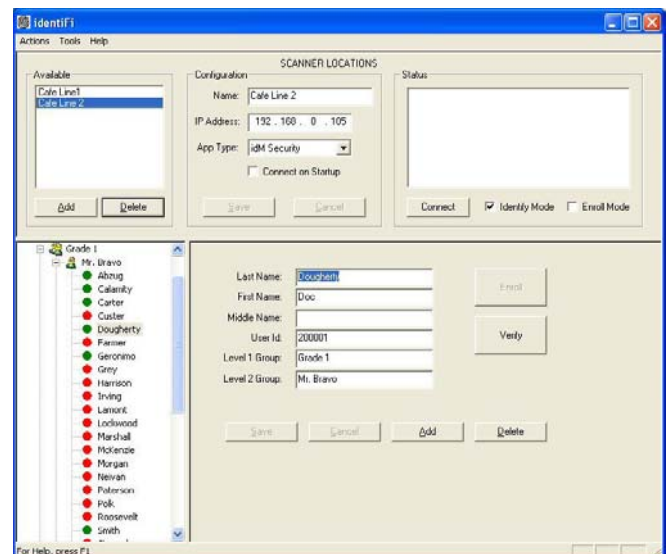 identiFi
Actions Tools Help
SCANNER LOCATIONS
Available
Cafe Line1
Cafe Line 2
Add Delete
Configuration
Name: Cafe Line 2
IP Address: 192 . 168 . 0 . 105
App Type: idM Security
Connect on Startup
Save Cancel
Status
Connect Identify Mode Enroll Mode
Grade 1
Mr. Bravo
Abzug
Calamity
Carter
Custer
Dougherty
Farmer
Geronimo
Grey
Harrison
Irving
Lamont
Lockwood
Marshall
McKenzie
Morgan
Neivan
Paterson
Polk
Roosevelt
Smith
Last Name: Dougherty
First Name: Doc
Middle Name:
User Id: 200001
Level 1 Group: Grade 1
Level 2 Group: Mr. Bravo
Enroll
Verify
Save Cancel Add Delete
For Help, press F1